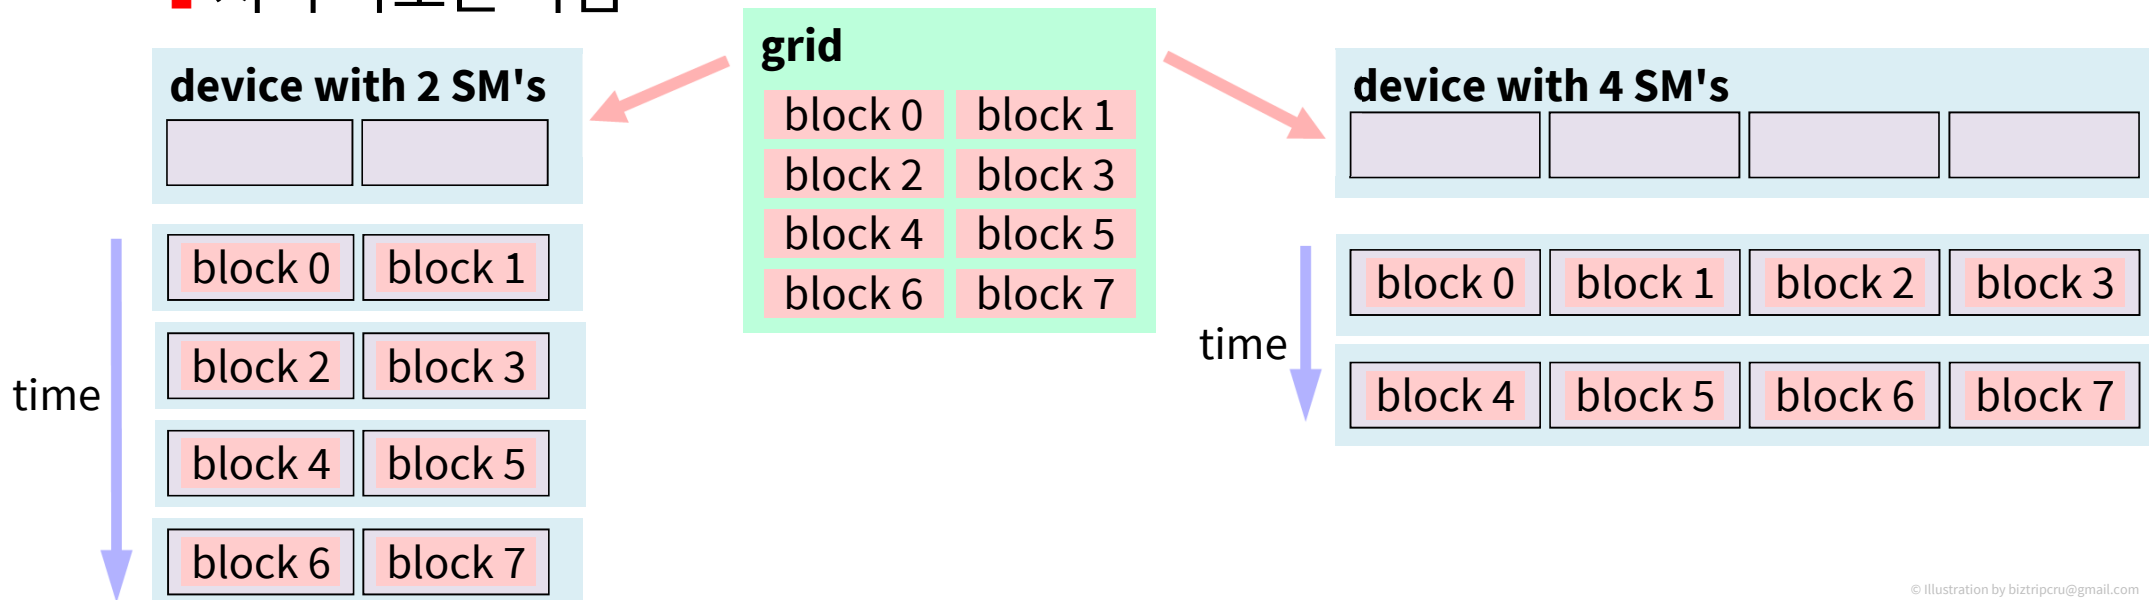 grid
block 0 block 1
block 2 block 3
block 4 block 5
block 6 block 7
device with 2 SM's
time
block 0 block 1
block 2 block 3
block 4 block 5
block 6 block 7
device with 4 SM's
time
block 0 block 1 block 2 block 3
block 4 block 5 block 6 block 7
© Illustration by biztripcru@gmail.com